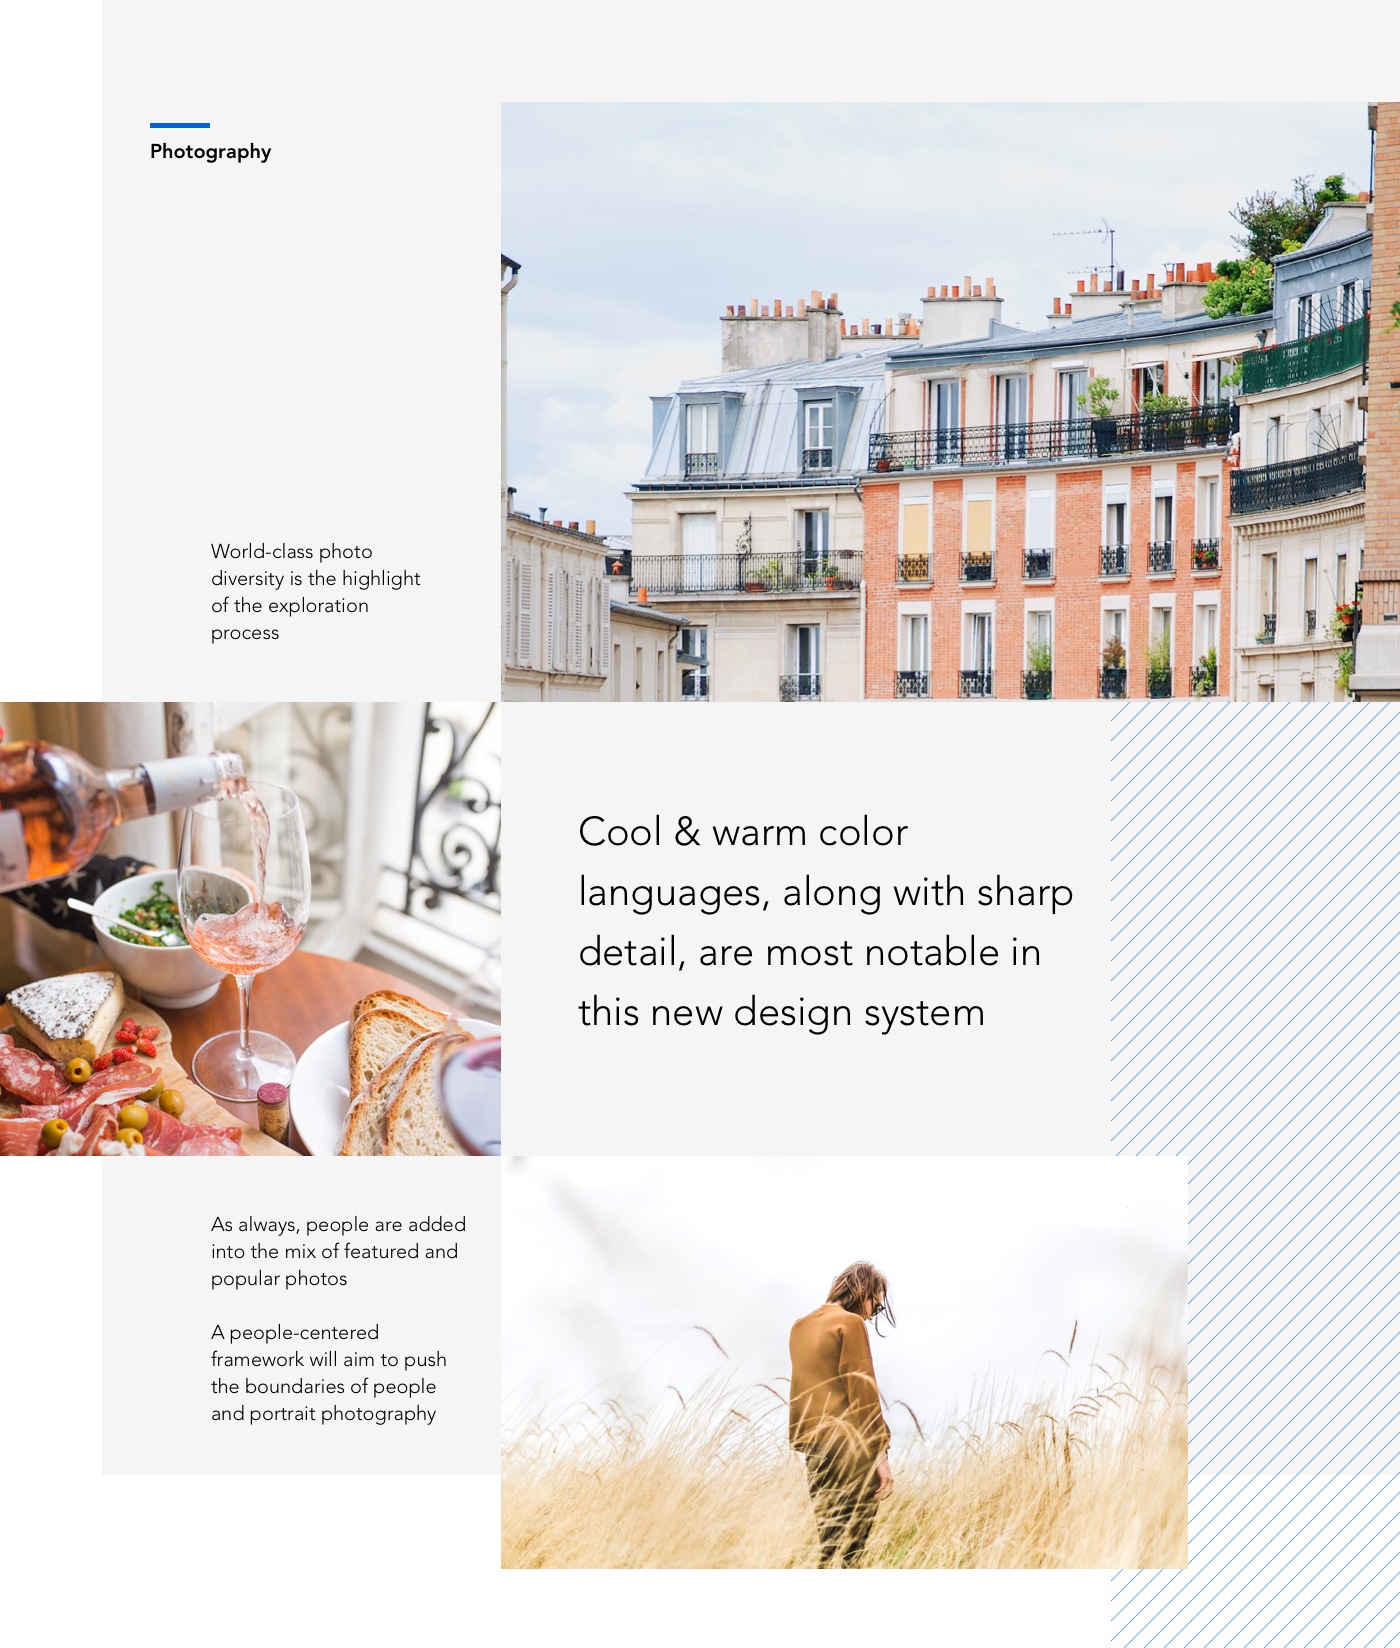 Photography
World-class photo
diversity is the highlight
of the exploration
process
Cool & warm color
languages, along with sharp
detail, are most notable in
this new design system
As always, people are added
into the mix of featured and
popular photos
A people-centered
framework will aim to push
the boundaries of people
and portrait photography